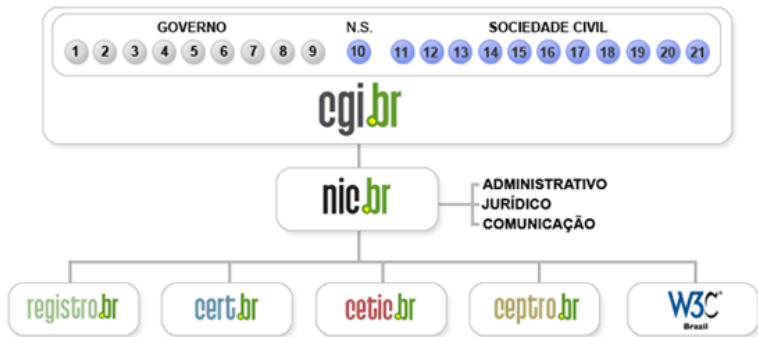 GOVERNO N.S. SOCIEDADE CIVIL
1 2 3 4 5 6 7 8 9 10 11 12 13 14 15 16 17 18 19 20 21
cgi.br
nic.br
ADMINISTRATIVO
JURÍDICO
COMUNICAÇÃO
registro.br cert.br cetic.br ceptro.br W3C®
Brazil